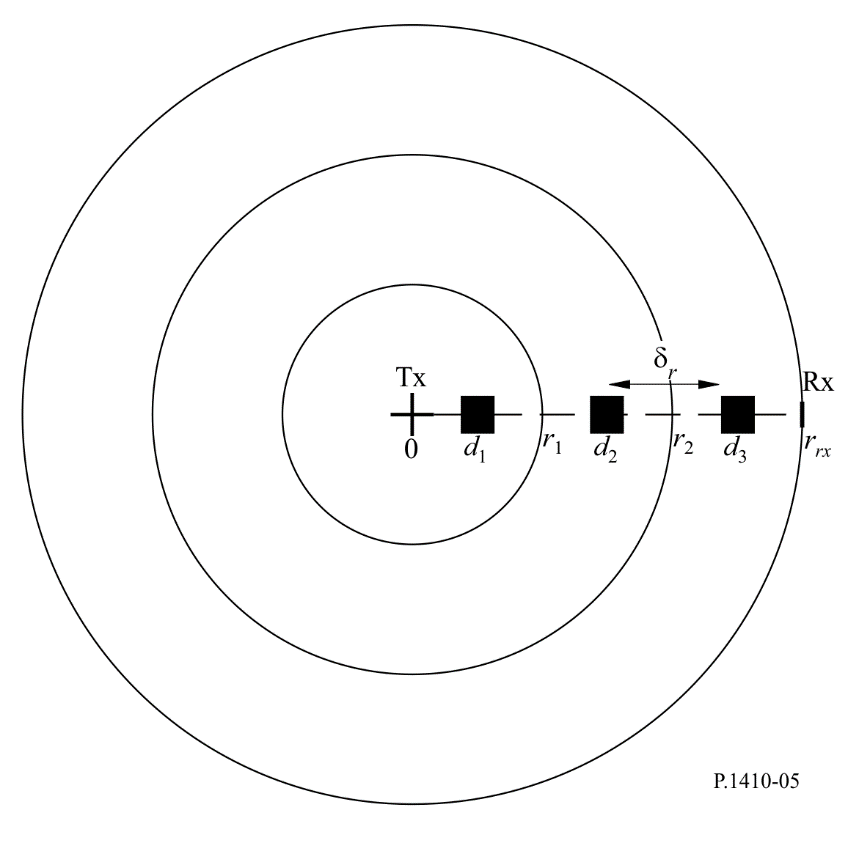 δr
Tx
Rx
0
d1
r1
d2
r2
d3
rrx
P.1410-05